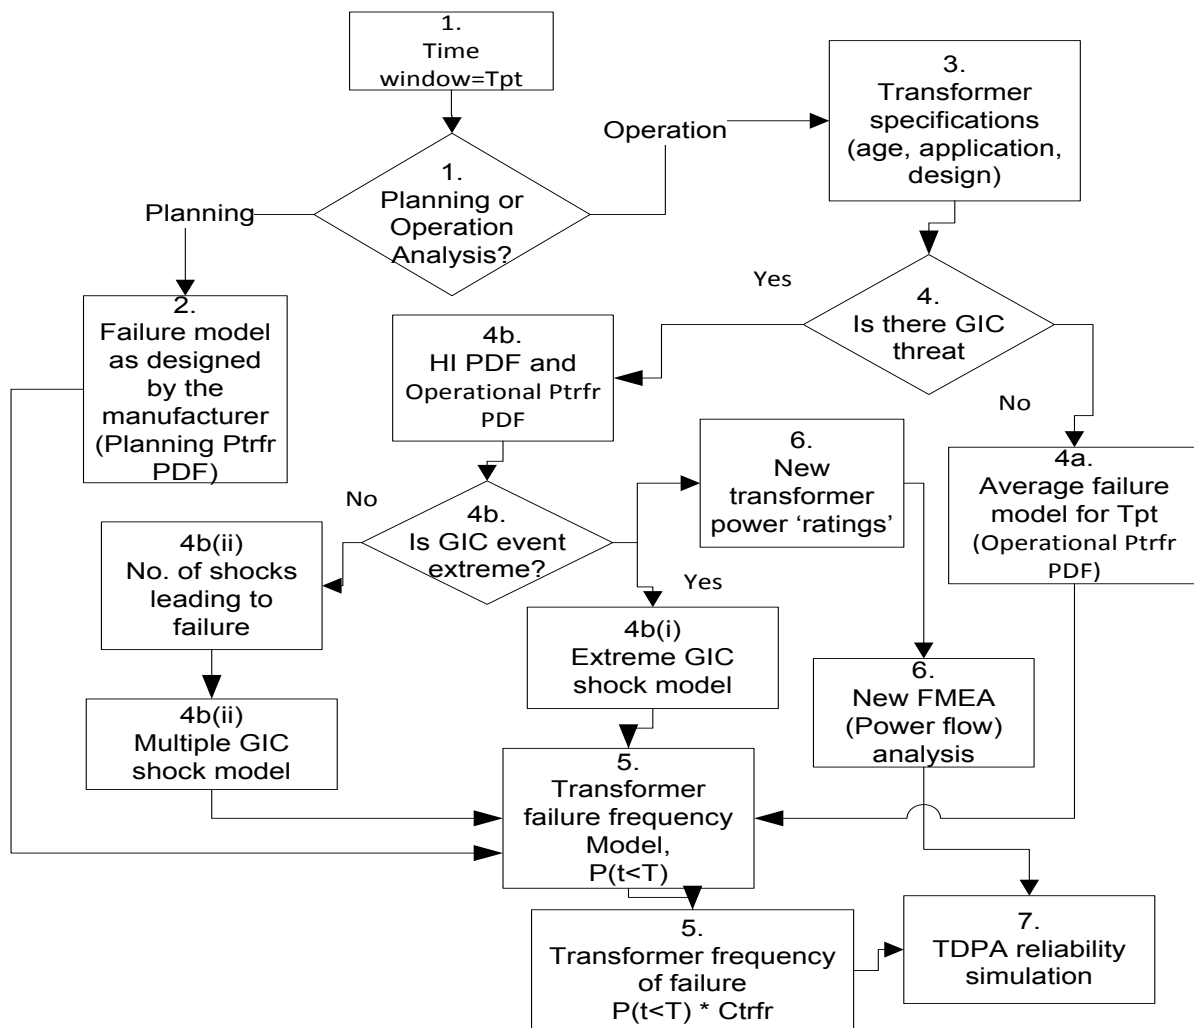 1.
Time
window=Tpt
1.
Planning or
Operation
Analysis?
Planning
Operation
2.
Failure model
as designed
by the
manufacturer
(Planning Ptrfr
PDF)
3.
Transformer
specifications
(age, application,
design)
4.
Is there GIC
threat
Yes
No
4b.
HI PDF and
Operational Ptrfr
PDF
4a.
Average failure
model for Tpt
(Operational Ptrfr
PDF)
4b.
Is GIC event
extreme?
No
Yes
6.
New
transformer
power ‘ratings’
4b(ii)
No. of shocks
leading to
failure
4b(i)
Extreme GIC
shock model
6.
New FMEA
(Power flow)
analysis
4b(ii)
Multiple GIC
shock model
5.
Transformer
failure frequency
Model,
P(t<T)
5.
Transformer frequency
of failure
P(t<T) * Ctrfr
7.
TDPA reliability
simulation